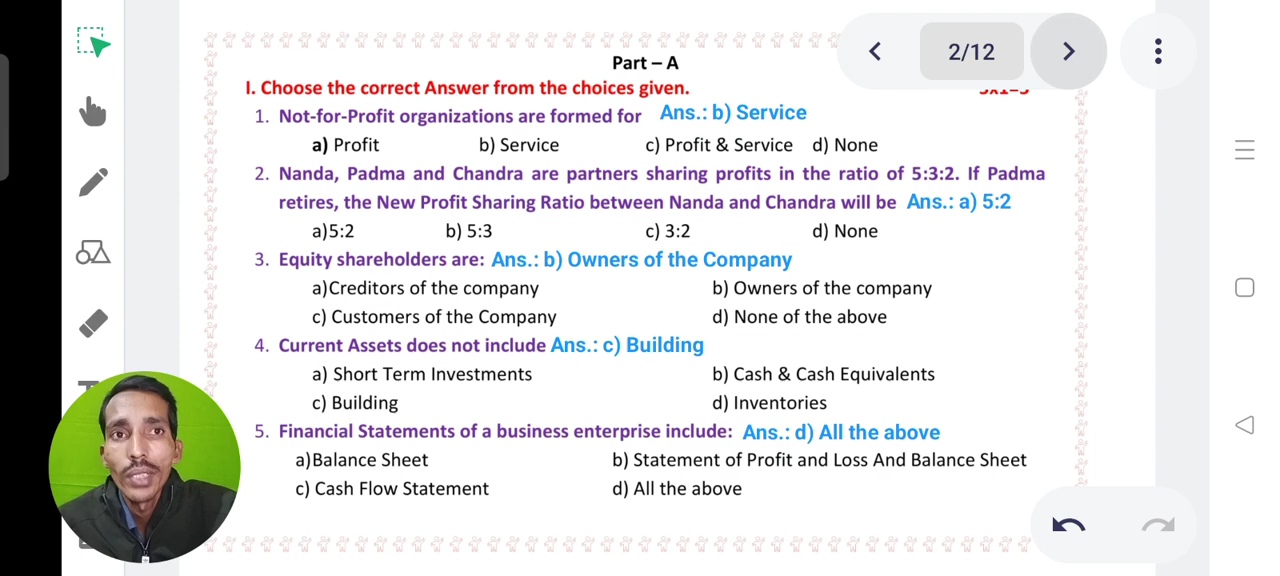 2/12
Part – A
I. Choose the correct Answer from the choices given.
1. Not-for-Profit organizations are formed for Ans.: b) Service
a) Profit b) Service c) Profit & Service d) None
2. Nanda, Padma and Chandra are partners sharing profits in the ratio of 5:3:2. If Padma
retires, the New Profit Sharing Ratio between Nanda and Chandra will be Ans.: a) 5:2
a)5:2 b) 5:3 c) 3:2 d) None
3. Equity shareholders are: Ans.: b) Owners of the Company
a)Creditors of the company b) Owners of the company
c) Customers of the Company d) None of the above
4. Current Assets does not include Ans.: c) Building
a) Short Term Investments b) Cash & Cash Equivalents
c) Building d) Inventories
5. Financial Statements of a business enterprise include: Ans.: d) All the above
a)Balance Sheet b) Statement of Profit and Loss And Balance Sheet
c) Cash Flow Statement d) All the above